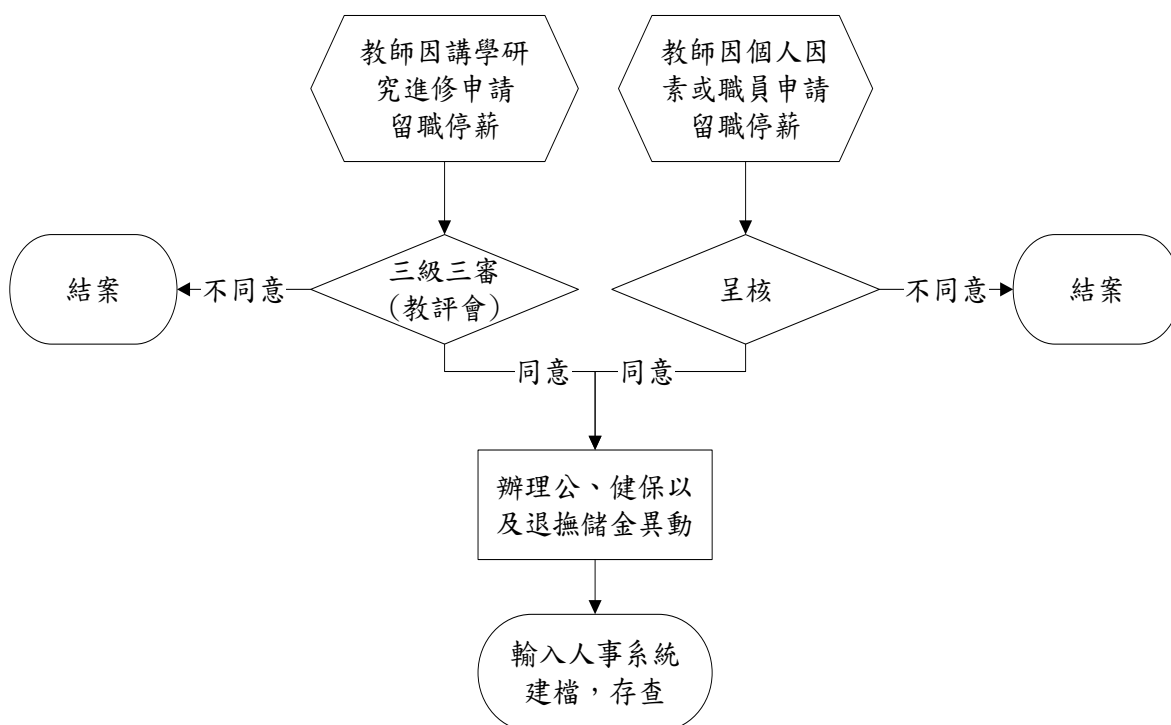 教師因講學研
究進修申請
留職停薪
教師因個人因
素或職員申請
留職停薪
結案
不同意
三級三審
(教評會)
呈核
不同意
結案
同意
同意
辦理公、健保以
及退撫儲金異動
輸入人事系統
建檔，存查